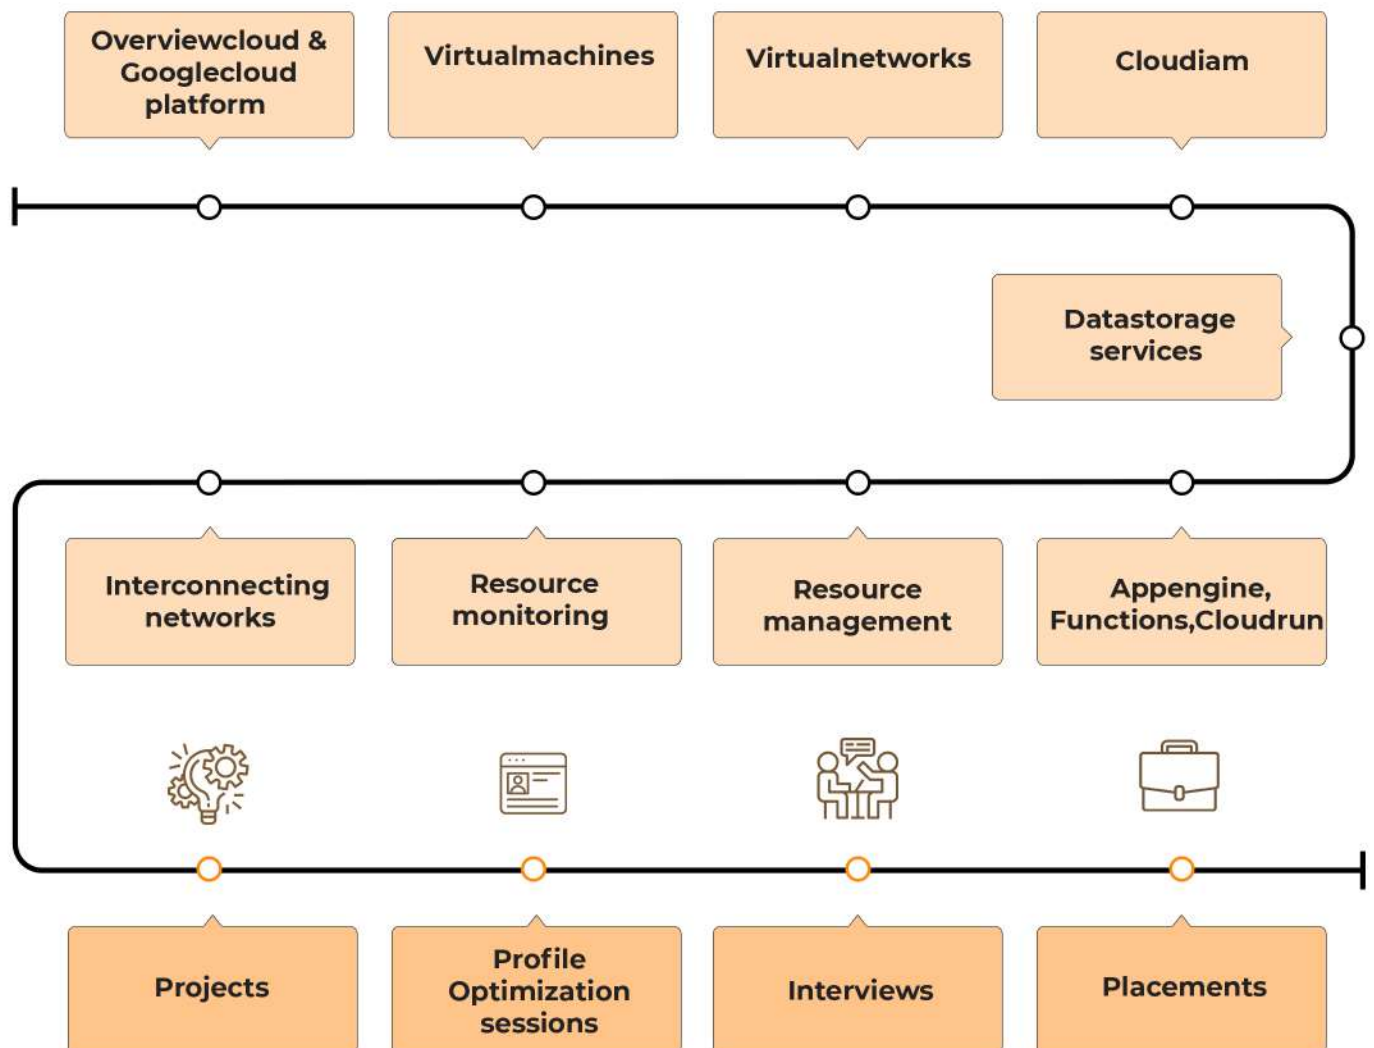 Overviewcloud &
Googlecloud
platform
Virtualmachines
Virtualnetworks
Cloudiam
Datastorage
services
Interconnecting
networks
Resource
monitoring
Resource
management
Appengine,
Functions,Cloudrun
Projects
Profile
Optimization
sessions
Interviews
Placements